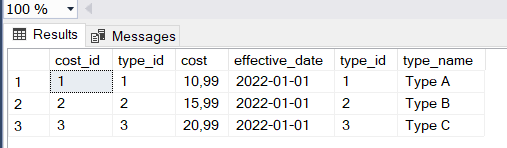 100 %
Results Messages
cost_id type_id cost effective_date type_id type_name
1 1 1 10,99 2022-01-01 1 Type A
2 2 2 15,99 2022-01-01 2 Type B
3 3 3 20,99 2022-01-01 3 Type C